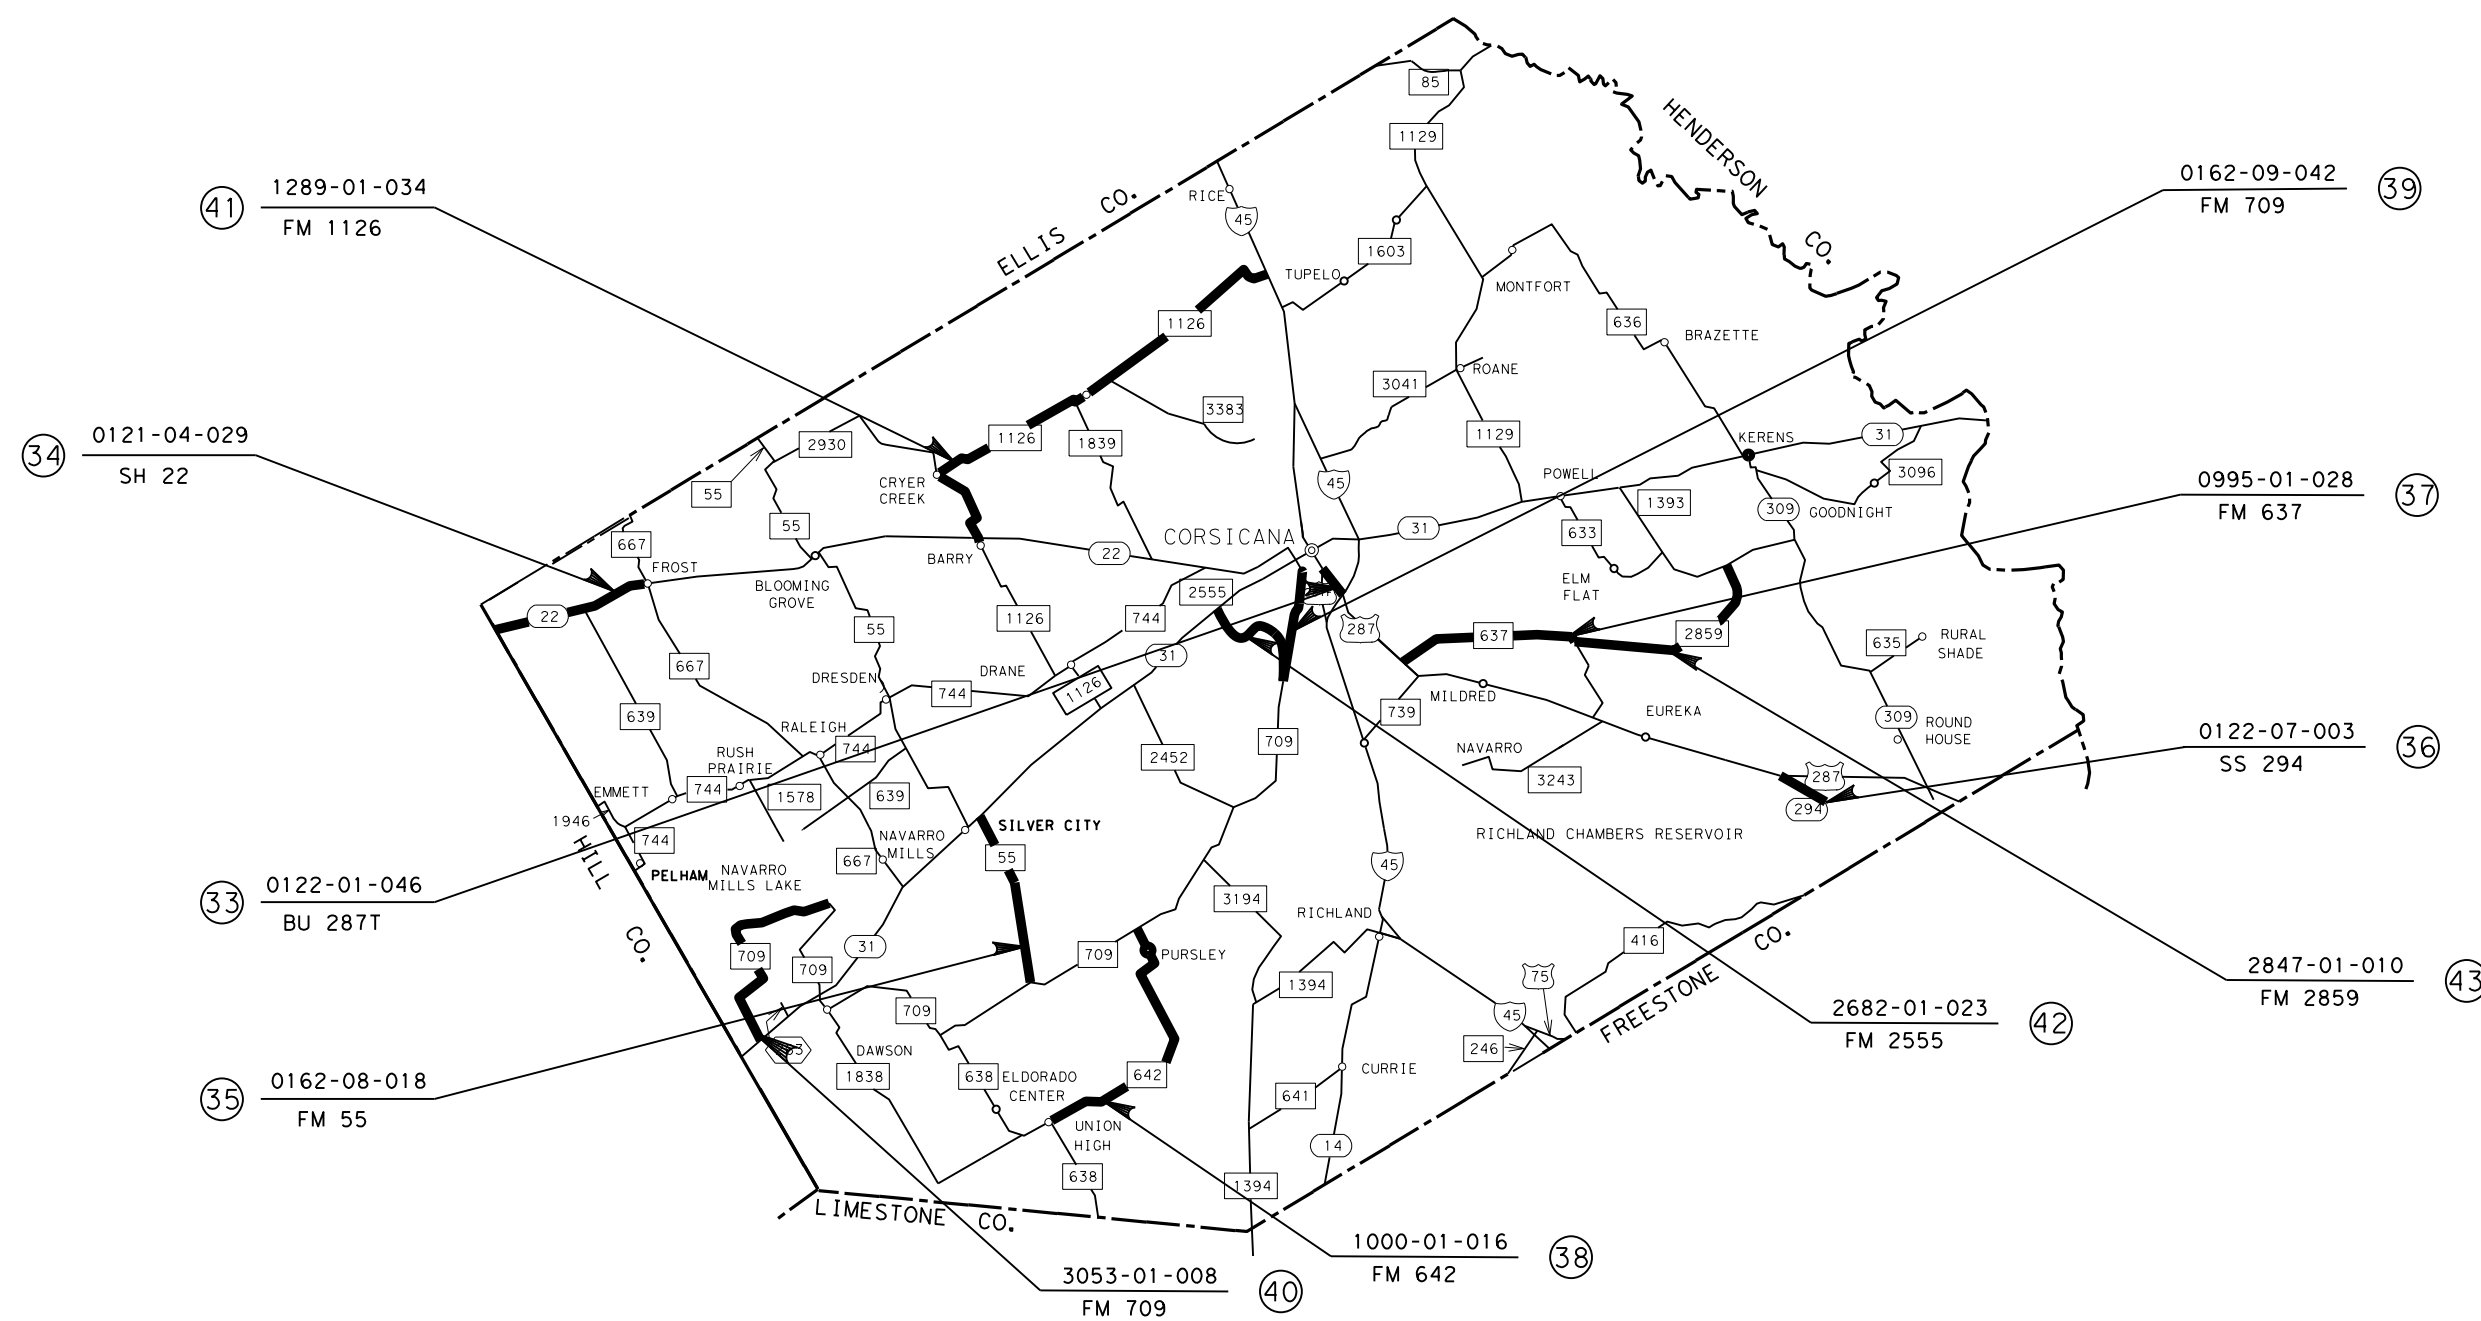 85
HENDERSON
CO.
1129
0162-09-042
39
FM 709
1289-01-034
41
FM 1126
ELLIS CO.
RICE
45
1603
TUPELO
MONTFORT
636
BRAZETTE
1126
3041
ROANE
3383
0121-04-029
34
SH 22
2930
1126
1839
1129
KERENS
31
55
CRYER
CREEK
45
POWELL
3096
0995-01-028
37
FM 637
55
1393
309
GOODNIGHT
667
CORSICANA
31
633
22
BARRY
FROST
BLOOMING
GROVE
2555
ELM
FLAT
22
55
1126
744
287
637
2859
635
RURAL
SHADE
667
31
DRESDEN
DRANE
744
1126
MILDRED
639
RALEIGH
744
709
739
EUREKA
309
ROUND
HOUSE
0122-07-003
36
SS 294
RUSH
PRAIRIE
2452
NAVARRO
3243
287
294
EMMETT
744
1578
639
1946
744
NAVARRO
MILLS
SILVER CITY
RICHLAND CHAMBERS RESERVOIR
HILL CO.
PELHAM
NAVARRO
MILLS LAKE
667
55
45
0122-01-046
33
BU 287T
3194
RICHLAND
416
709
31
709
709
PURSLEY
1394
75
FREESTONE CO.
2847-01-010
43
FM 2859
709
45
246
2682-01-023
42
FM 2555
DAWSON
1838
638
ELDORADO
CENTER
642
CURRIE
0162-08-018
35
FM 55
641
UNION
HIGH
14
638
1394
LIMESTONE CO.
1000-01-016
38
FM 642
3053-01-008
40
FM 709